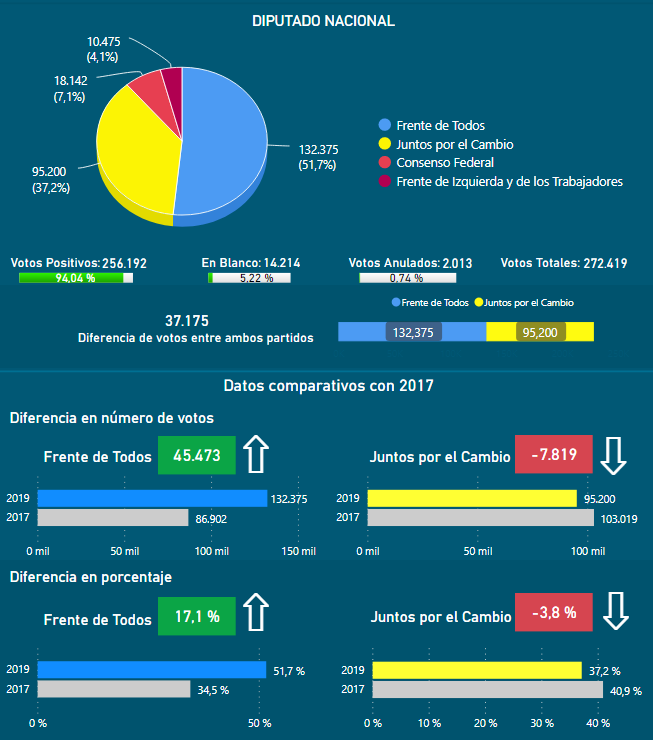 DIPUTADO NACIONAL
10.475
(4,1%)
18.142
(7,1%)
95.200
(37,2%)
132.375
(51,7%)
Frente de Todos
Juntos por el Cambio
Consenso Federal
Frente de Izquierda y de los Trabajadores
Votos Positivos: 256.192
94,04 %
En Blanco: 14.214
5,22 %
Votos Anulados: 2.013
0,74 %
Votos Totales: 272.419
37.175
Diferencia de votos entre ambos partidos
Frente de Todos Juntos por el Cambio
132,375 95,200
Datos comparativos con 2017
Diferencia en número de votos
Frente de Todos 45.473
2019 132.375
2017 86.902
0 mil 50 mil 100 mil 150 mil
Juntos por el Cambio -7.819
2019 95.200
2017 103.019
0 mil 50 mil 100 mil
Diferencia en porcentaje
Frente de Todos 17,1 %
2019 51,7 %
2017 34,5 %
0 % 50 %
Juntos por el Cambio -3,8 %
2019 37,2 %
2017 40,9 %
0 % 10 % 20 % 30 % 40 %